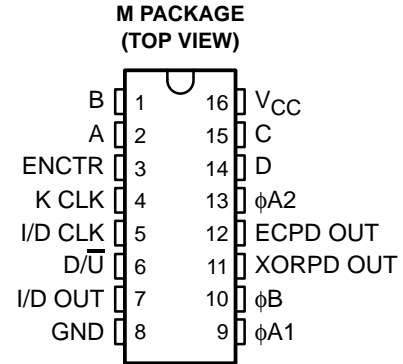 M PACKAGE
(TOP VIEW)
B 1 16 VCC
A 2 15 C
ENCTR 3 14 D
K CLK 4 13 ϕA2
I/D CLK 5 12 ECPD OUT
D/U̅ 6 11 XORPD OUT
I/D OUT 7 10 ϕB
GND 8 9 ϕA1